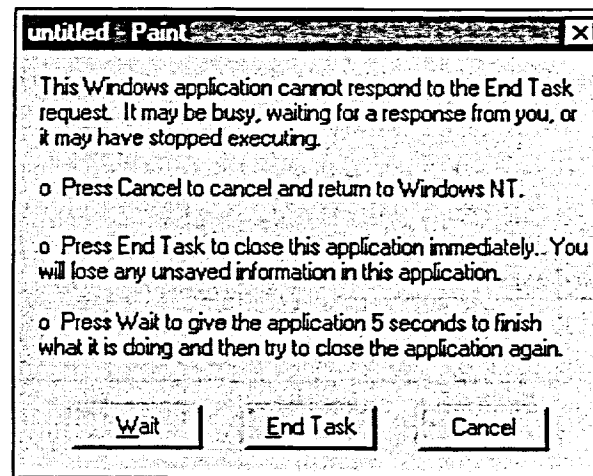 untitled - Paint
This Windows application cannot respond to the End Task
request. It may be busy, waiting for a response from you, or
it may have stopped executing.
o Press Cancel to cancel and return to Windows NT.
o Press End Task to close this application immediately. You
will lose any unsaved information in this application.
o Press Wait to give the application 5 seconds to finish
what it is doing and then try to close the application again.
Wait End Task Cancel